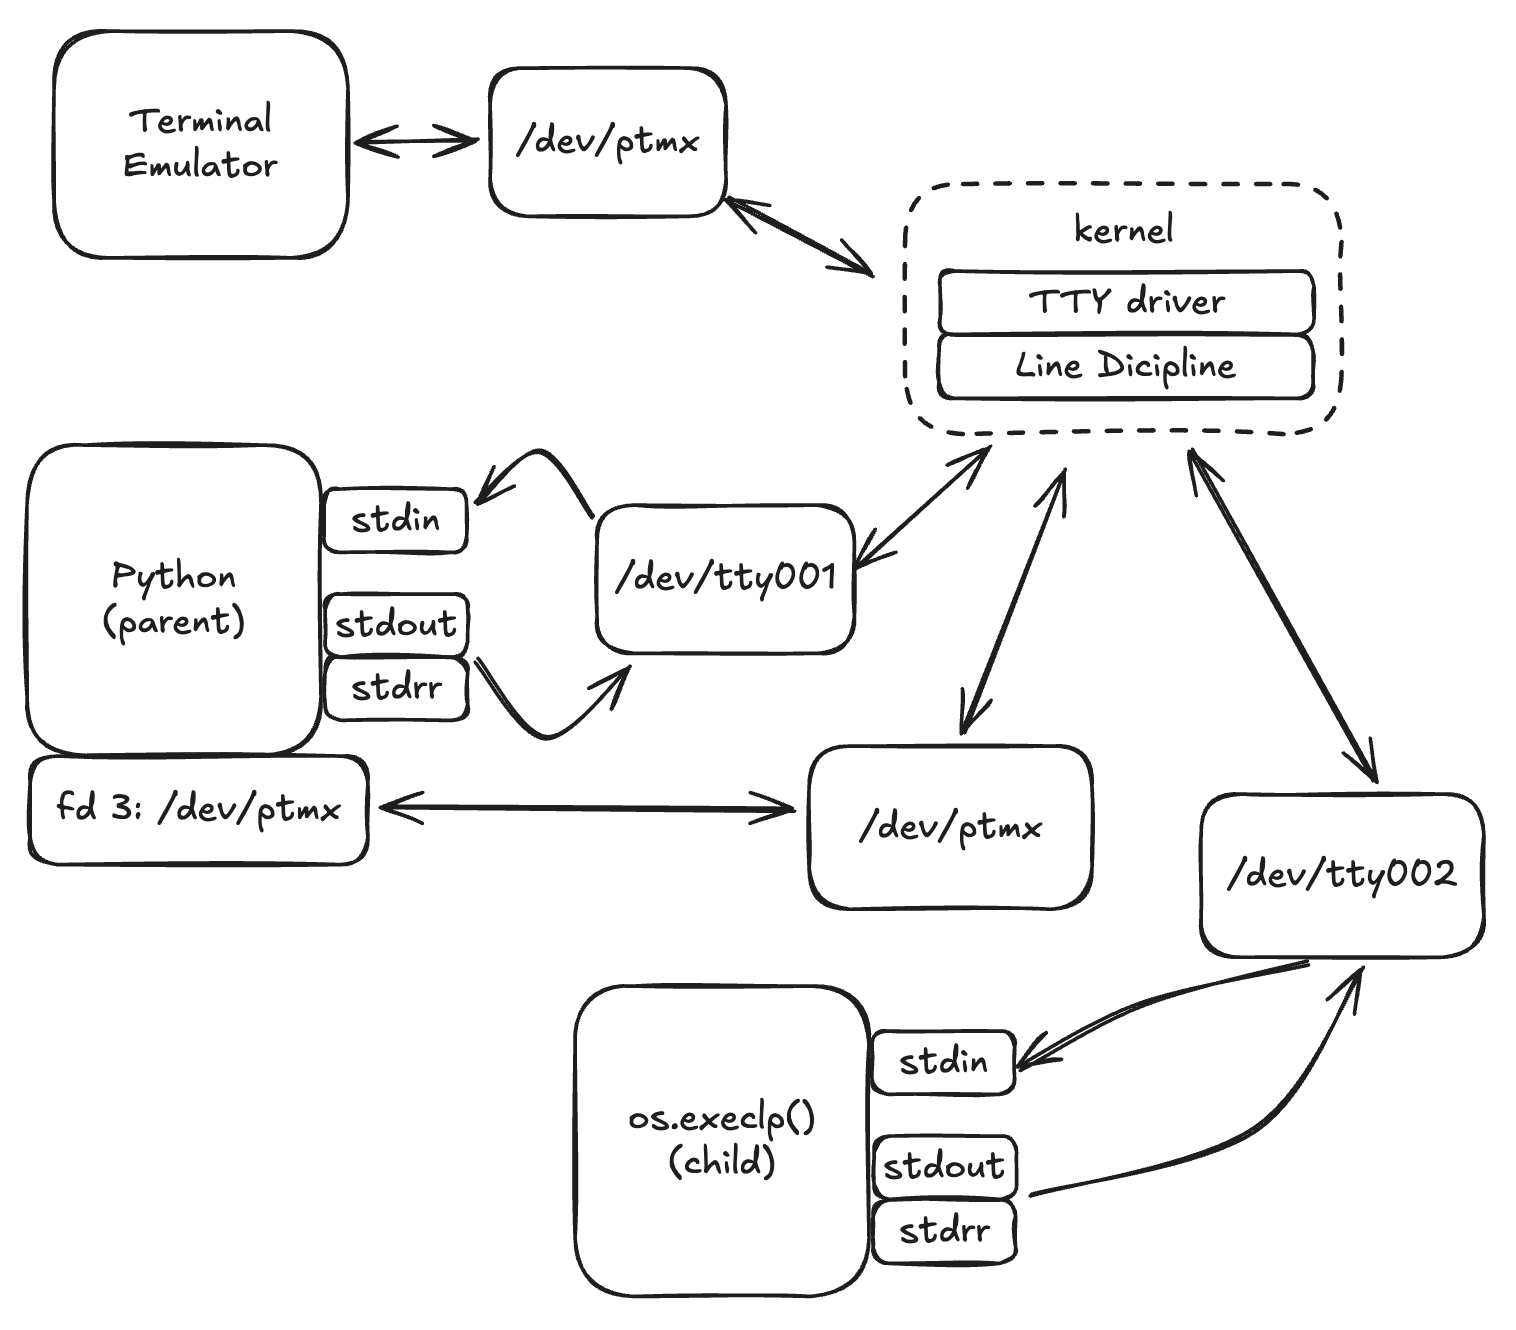 Terminal
Emulator
/dev/ptmx
kernel
TTY driver
Line Dicipline
Python
(parent)
stdin
stdout
stdrr
/dev/tty001
fd 3: /dev/ptmx
/dev/ptmx
/dev/tty002
os.execlp()
(child)
stdin
stdout
stdrr